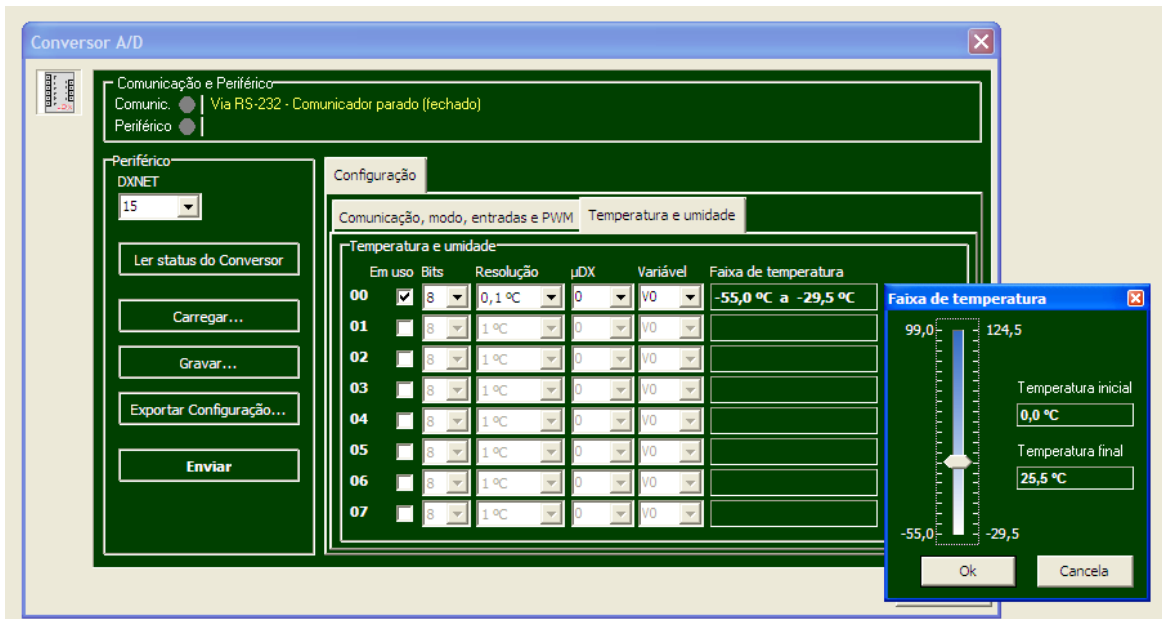 Conversor A/D
Comunicação e Periférico
Comunic. Via RS-232 - Comunicador parado (fechado)
Periférico
Periférico
DXNET
15
Ler status do Conversor
Carregar...
Gravar...
Exportar Configuração...
Enviar
Configuração
Comunicação, modo, entradas e PWM Temperatura e umidade
Temperatura e umidade
Em uso Bits Resolução µDX Variável Faixa de temperatura
00 8 0,1 ºC 0 V0 -55,0 ºC a -29,5 ºC
01 8 1 ºC 0 V0
02 8 1 ºC 0 V0
03 8 1 ºC 0 V0
04 8 1 ºC 0 V0
05 8 1 ºC 0 V0
06 8 1 ºC 0 V0
07 8 1 ºC 0 V0
Faixa de temperatura
99,0 124,5
Temperatura inicial
0,0 ºC
Temperatura final
25,5 ºC
-55,0 -29,5
Ok Cancela